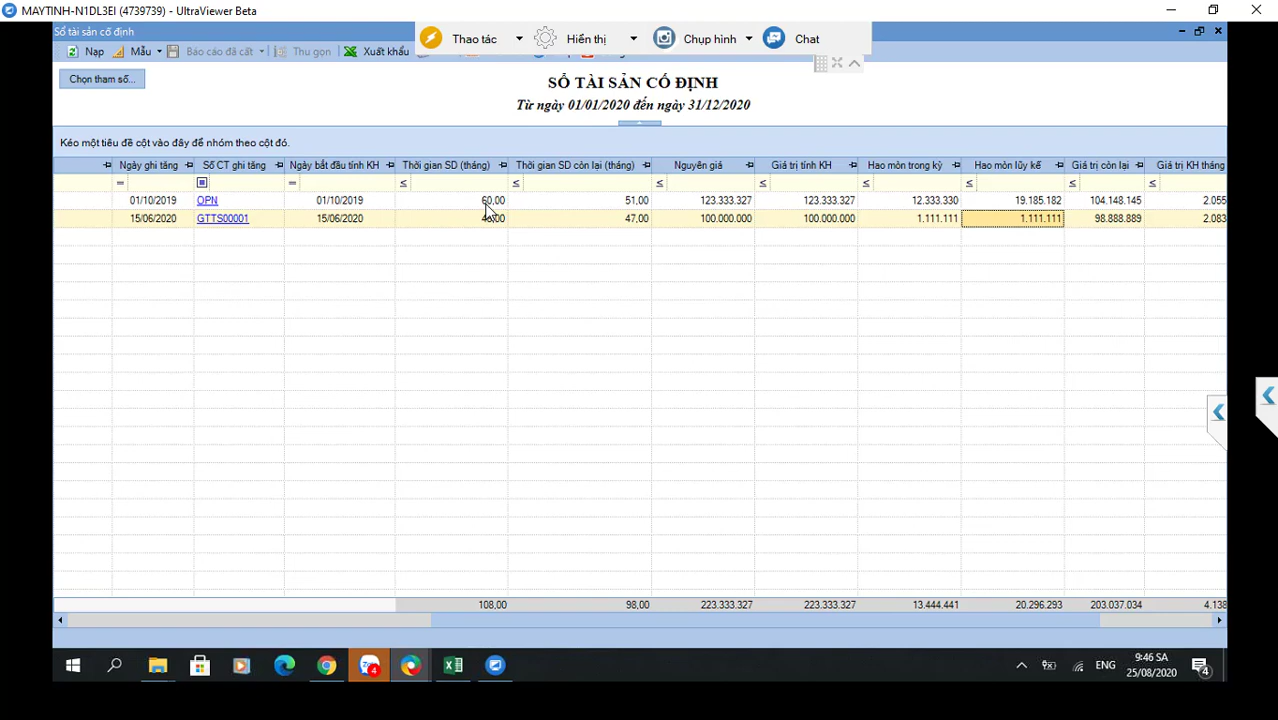 MAYTINH-N1DL3EI (4739739) - UltraViewer Beta
Sổ tài sản cố định
Thao tác Hiển thị Chụp hình Chat
Nạp Mẫu Báo cáo đã cất Thu gọn Xuất khẩu
Chọn tham số...
SỔ TÀI SẢN CỐ ĐỊNH
Từ ngày 01/01/2020 đến ngày 31/12/2020
Kéo một tiêu đề cột vào đây để nhóm theo cột đó.
Ngày ghi tăng Số CT ghi tăng Ngày bắt đầu tính KH Thời gian SD (tháng) Thời gian SD còn lại (tháng) Nguyên giá Giá trị tính KH Hao mòn trong kỳ Hao mòn lũy kế Giá trị còn lại Giá trị KH tháng
= = ≤ ≤ ≤ ≤ ≤ ≤ ≤ ≤
01/10/2019 OPN 01/10/2019 60,00 51,00 123.333.327 123.333.327 12.333.330 19.185.182 104.148.145 2.055
15/06/2020 GTTS00001 15/06/2020 47,00 100.000.000 100.000.000 1.111.111 1.111.111 98.888.889 2.083
108,00 98,00 223.333.327 223.333.327 13.444.441 20.296.293 203.037.034 4.138
ENG 9:46 SA
25/08/2020
4
4